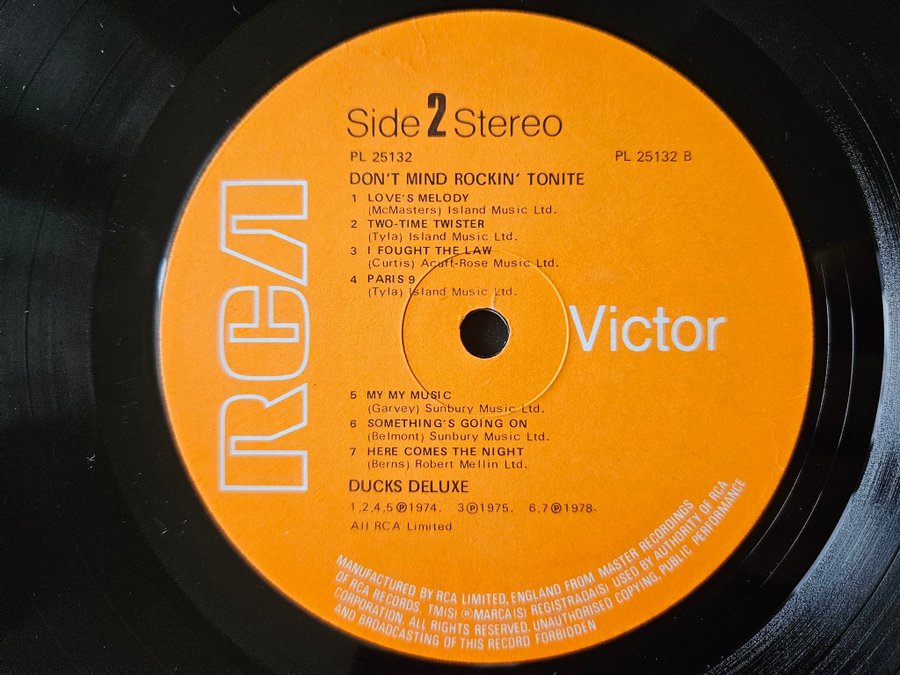 Side 2 Stereo
PL 25132
PL 25132 B
DON'T MIND ROCKIN' TONITE
1 LOVE'S MELODY
(McMasters) Island Music Ltd.
2 TWO-TIME TWISTER
(Tyla) Island Music Ltd.
3 I FOUGHT THE LAW
(Curtis) Acuff-Rose Music Ltd.
4 PARIS 9
(Tyla) Island Music Ltd.
RCA
Victor
5 MY MY MUSIC
(Garvey) Sunbury Music Ltd.
6 SOMETHING'S GOING ON
(Belmont) Sunbury Music Ltd.
7 HERE COMES THE NIGHT
(Berns) Robert Mellin Ltd.
DUCKS DELUXE
1,2,4,5 ℗ 1974. 3 ℗ 1975. 6,7 ℗ 1978.
All RCA Limited
MANUFACTURED BY RCA LIMITED, ENGLAND FROM MASTER RECORDINGS
OF RCA RECORDS. TM(S) ® MARCA(S) REGISTRADA(S) USED BY AUTHORITY OF RCA
CORPORATION. ALL RIGHTS RESERVED. UNAUTHORISED COPYING, PUBLIC PERFORMANCE
AND BROADCASTING OF THIS RECORD FORBIDDEN